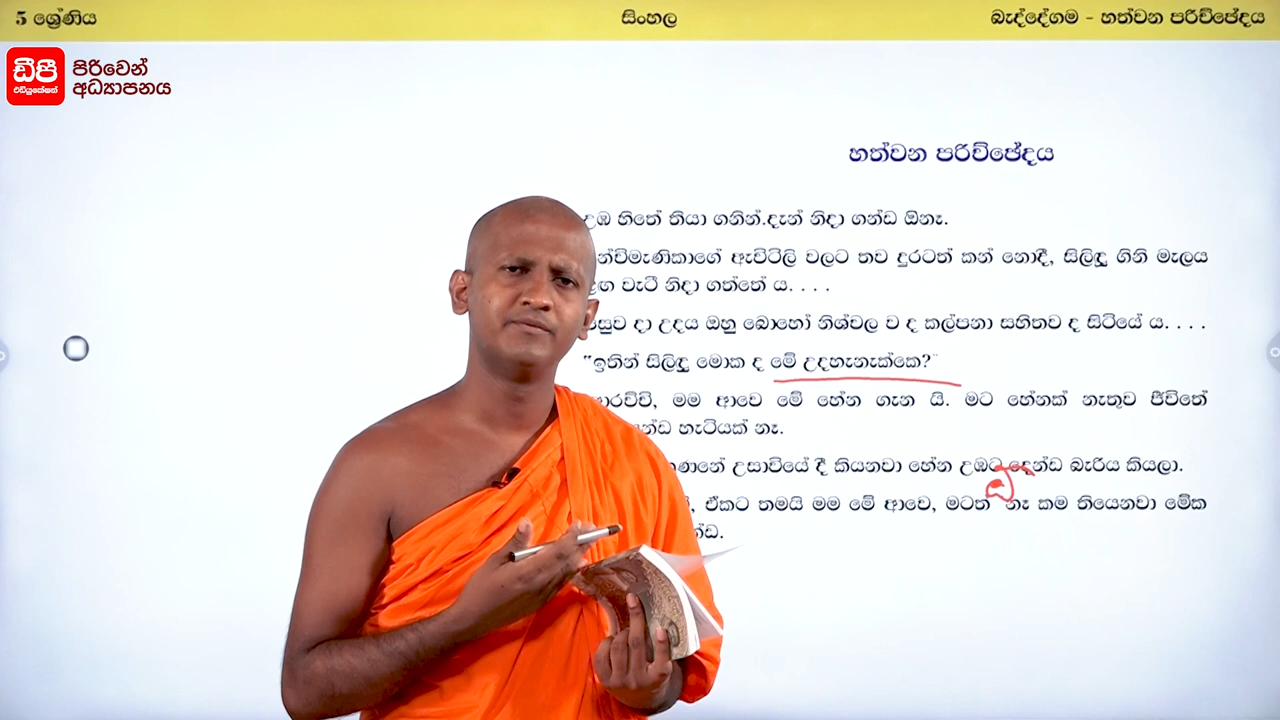 5 ශ්‍රේණිය
සිංහල
බැද්දේගම - හත්වන පරිච්ඡේදය
ඩීපී
එඩියුකේෂන්
පිරිවෙන්
අධ්‍යාපනය
හත්වන පරිච්ඡේදය
උඹ හිතේ තියා ගනින්.දැන් නිදා ගන්ඩ ඕනෑ.
ඇවිටිලි වලට තව දුරටත් කන් නොදී, සිලිඳු ගිනි මැලය
වැටී නිදා ගත්තේ ය. . . .
දා උදය ඔහු බොහෝ නිශ්චල ව ද කල්පනා සහිතව ද සිටියේ ය. . . .
"ඉතින් සිලිඳු මොක ද මේ උදහැනැක්කෙ?"
මම ආවෙ මේ හේන ගැන යි. මට හේනක් නැතුව ජීවිතේ
හැටියක් නෑ.
උසාවියේ දී කියනවා හේන උඹට දෙන්ඩ බැරිය කියලා.
ඒකට තමයි මම මේ ආවෙ, මටත් නෑ කම තියෙනවා මේක